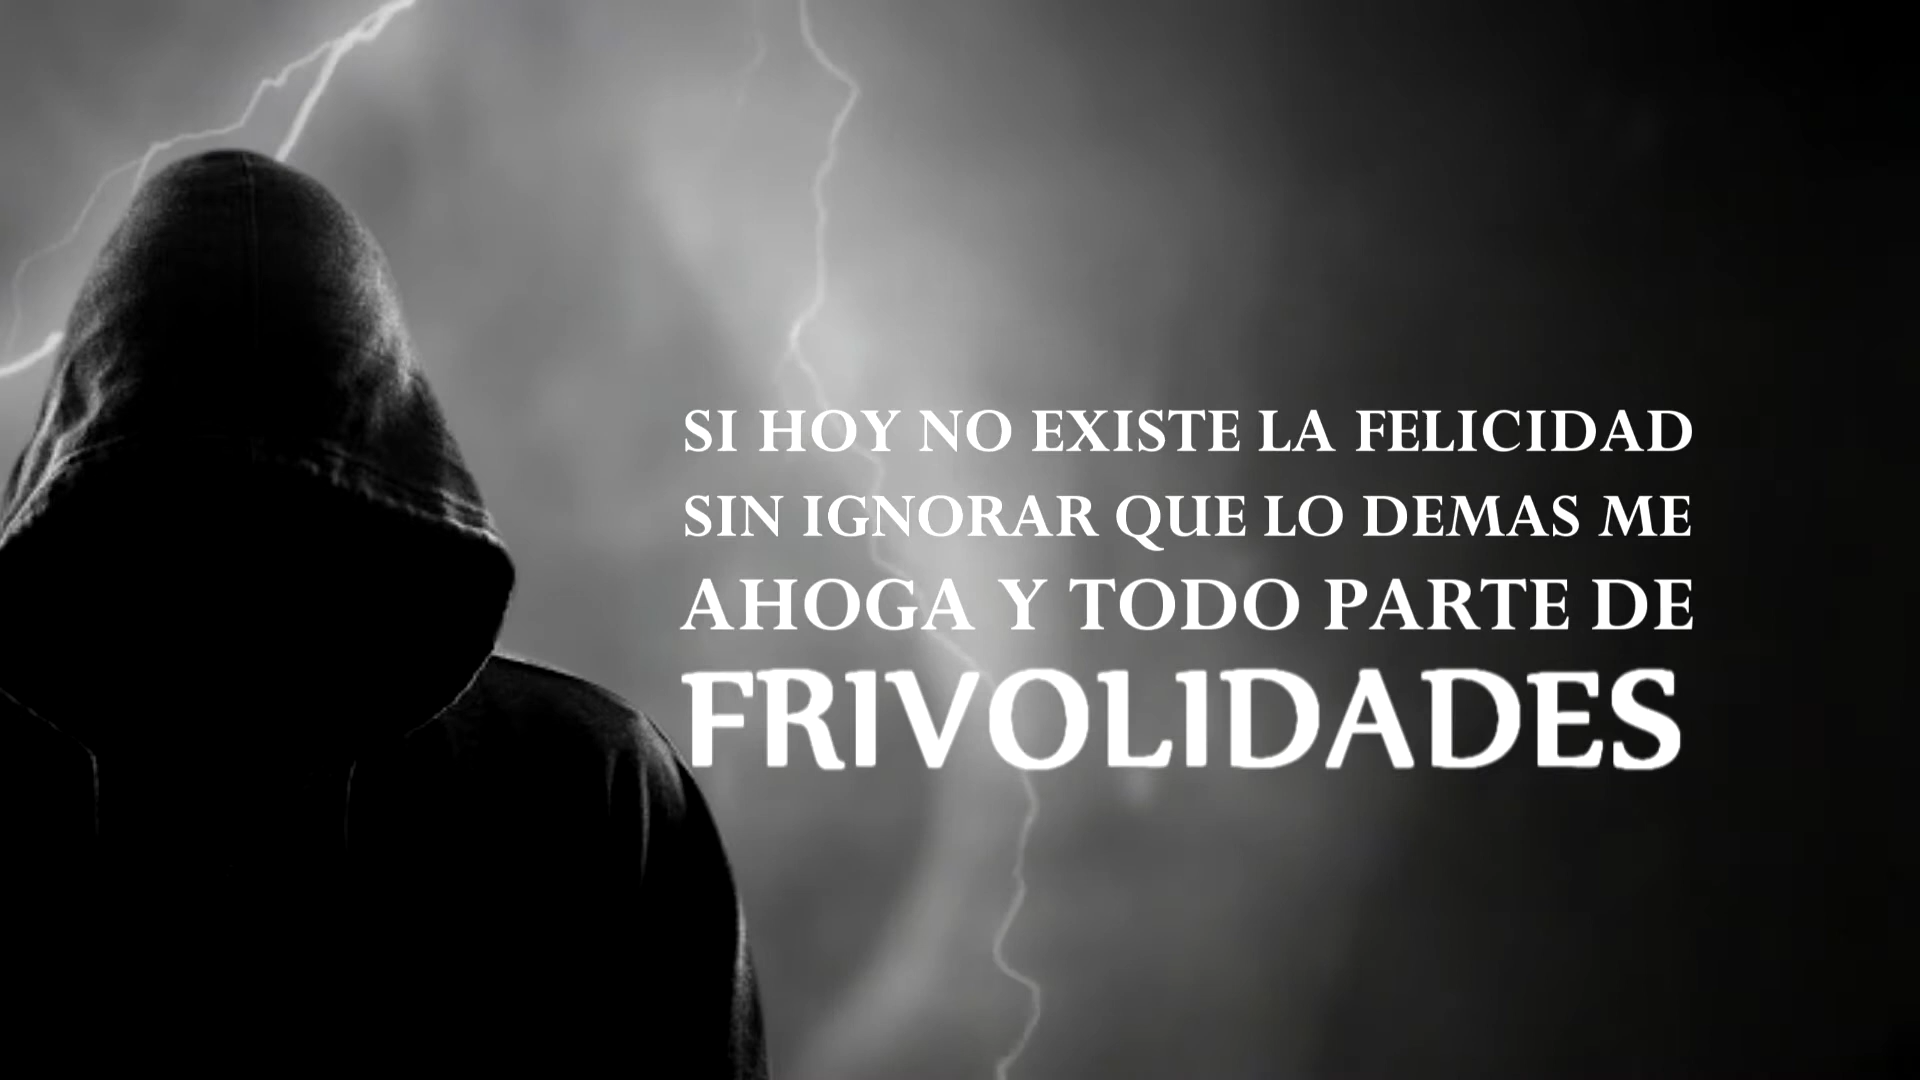 SI HOY NO EXISTE LA FELICIDAD
SIN IGNORAR QUE LO DEMAS ME
AHOGA Y TODO PARTE DE
FRIVOLIDADES